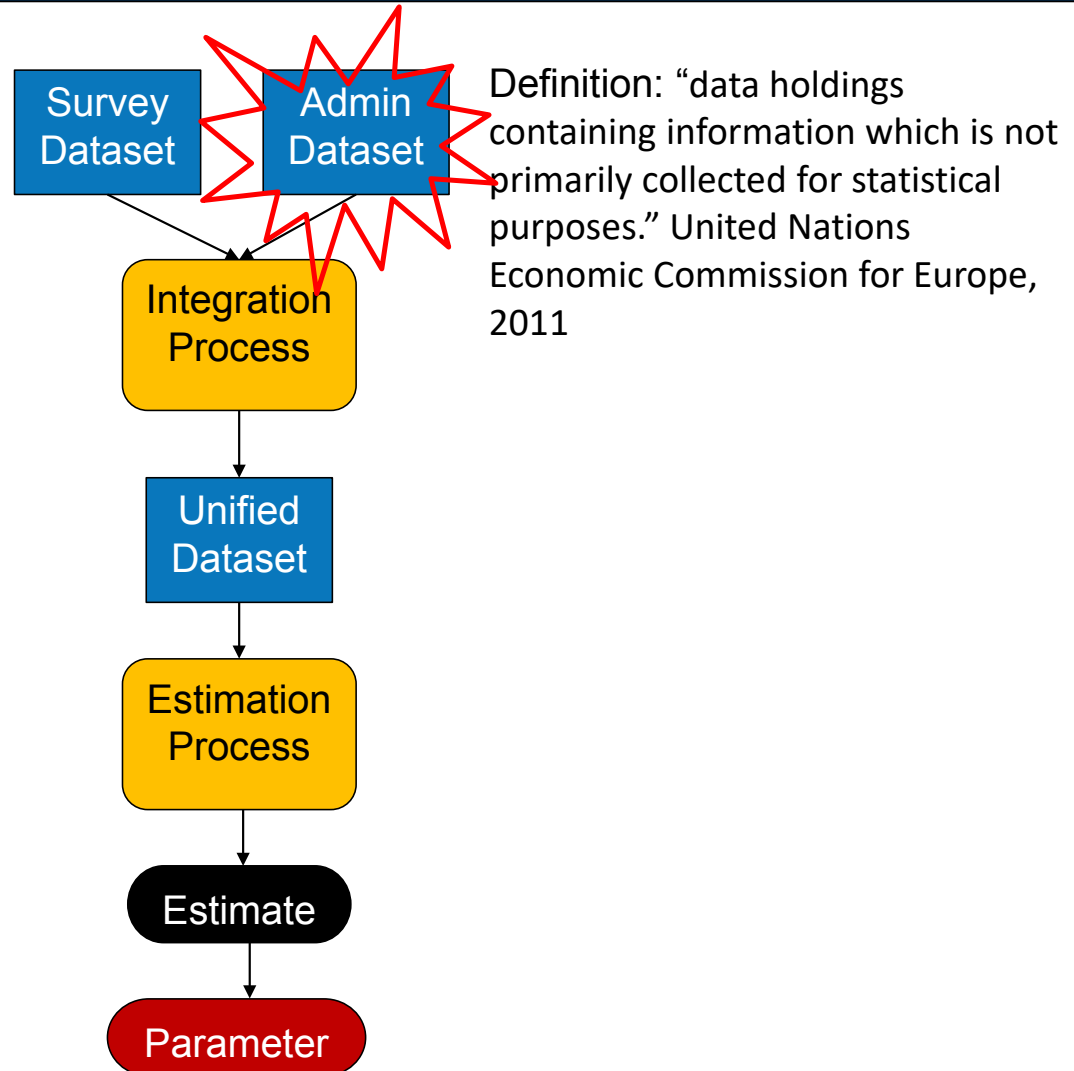 Survey
Dataset
Admin
Dataset
Definition: “data holdings
containing information which is not
primarily collected for statistical
purposes.” United Nations
Economic Commission for Europe,
2011
Integration
Process
Unified
Dataset
Estimation
Process
Estimate
Parameter